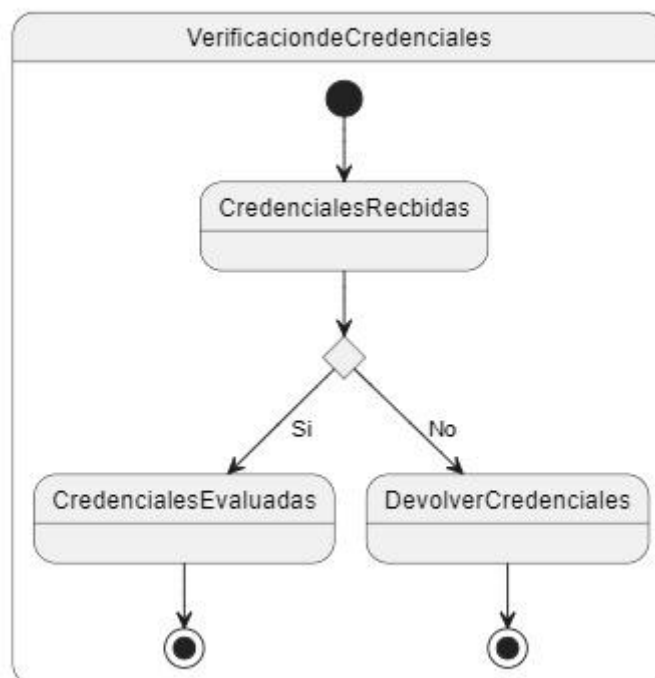 VerificaciondeCredenciales
CredencialesRecbidas
Si
No
CredencialesEvaluadas
DevolverCredenciales